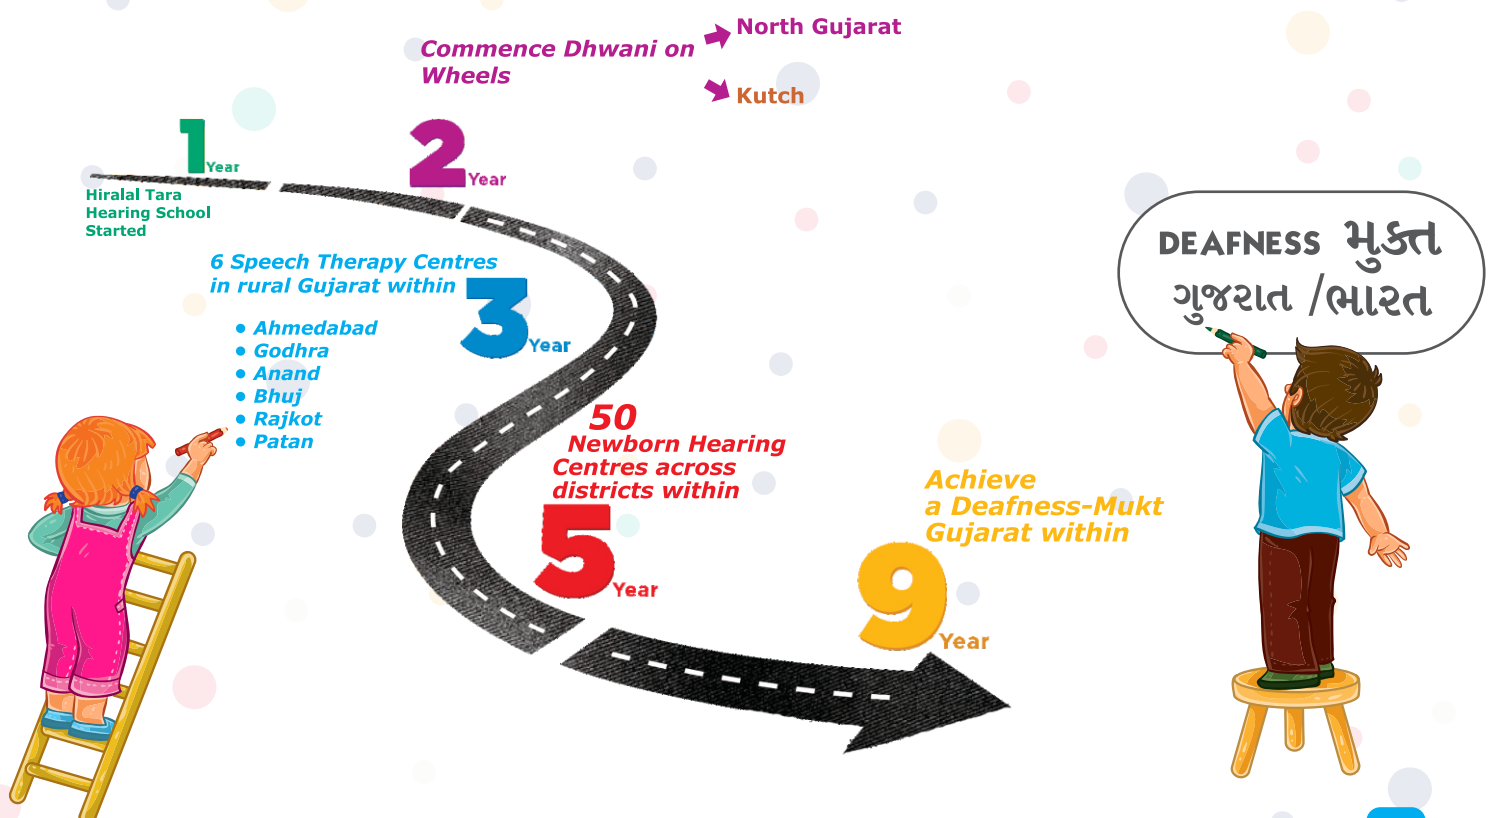 Commence Dhwani on
Wheels
North Gujarat
Kutch
1 Year
Hiralal Tara
Hearing School
Started
2 Year
6 Speech Therapy Centres
in rural Gujarat within
3 Year
• Ahmedabad
• Godhra
• Anand
• Bhuj
• Rajkot
• Patan
50
Newborn Hearing
Centres across
districts within
5 Year
Achieve
a Deafness-Mukt
Gujarat within
9 Year
DEAFNESS મુક્ત
ગુજરાત /ભારત